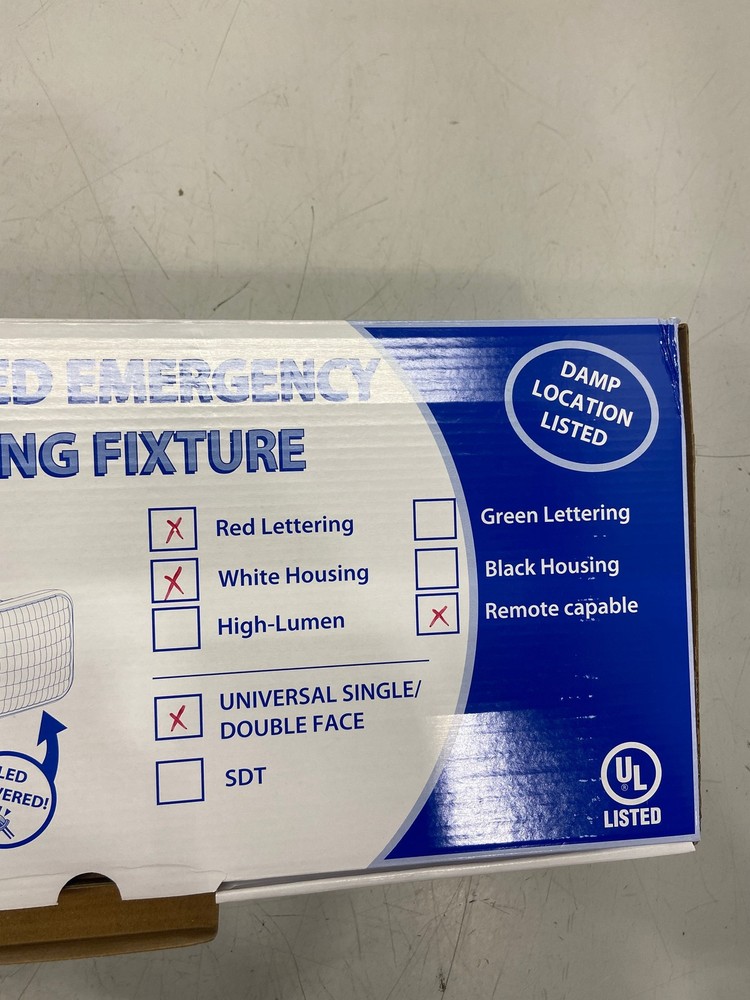 ED EMERGENCY
NG FIXTURE
DAMP
LOCATION
LISTED
X Red Lettering
Green Lettering
X White Housing
Black Housing
High-Lumen
X Remote capable
X UNIVERSAL SINGLE/
DOUBLE FACE
SDT
LED
ERED!
UL
®
LISTED